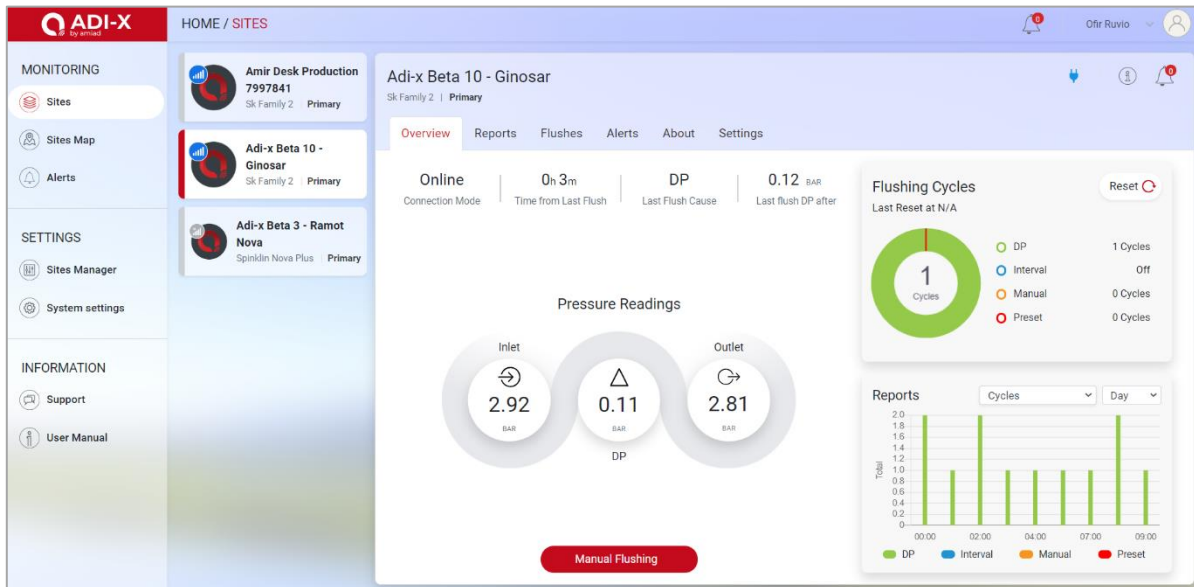 ADI-X
by amiad
HOME / SITES
0
Ofir Ruvio
MONITORING
Sites
Sites Map
Alerts
SETTINGS
Sites Manager
System settings
INFORMATION
Support
User Manual
Amir Desk Production
7997841
Sk Family 2 | Primary
Adi-x Beta 10 -
Ginosar
Sk Family 2 | Primary
Adi-x Beta 3 - Ramot
Nova
Spinklin Nova Plus | Primary
Adi-x Beta 10 - Ginosar
Sk Family 2 | Primary
0
Overview Reports Flushes Alerts About Settings
Online
Connection Mode
0h 3m
Time from Last Flush
DP
Last Flush Cause
0.12 BAR
Last flush DP after
Pressure Readings
Inlet
2.92
BAR
0.11
BAR
DP
Outlet
2.81
BAR
Manual Flushing
Flushing Cycles
Reset
Last Reset at N/A
1
Cycles
DP 1 Cycles
Interval Off
Manual 0 Cycles
Preset 0 Cycles
Reports
Cycles
Day
Total
2.0
1.8
1.6
1.4
1.2
1.0
0.8
0.6
0.4
0.2
0
00:00 02:00 04:00 07:00 09:00
DP Interval Manual Preset